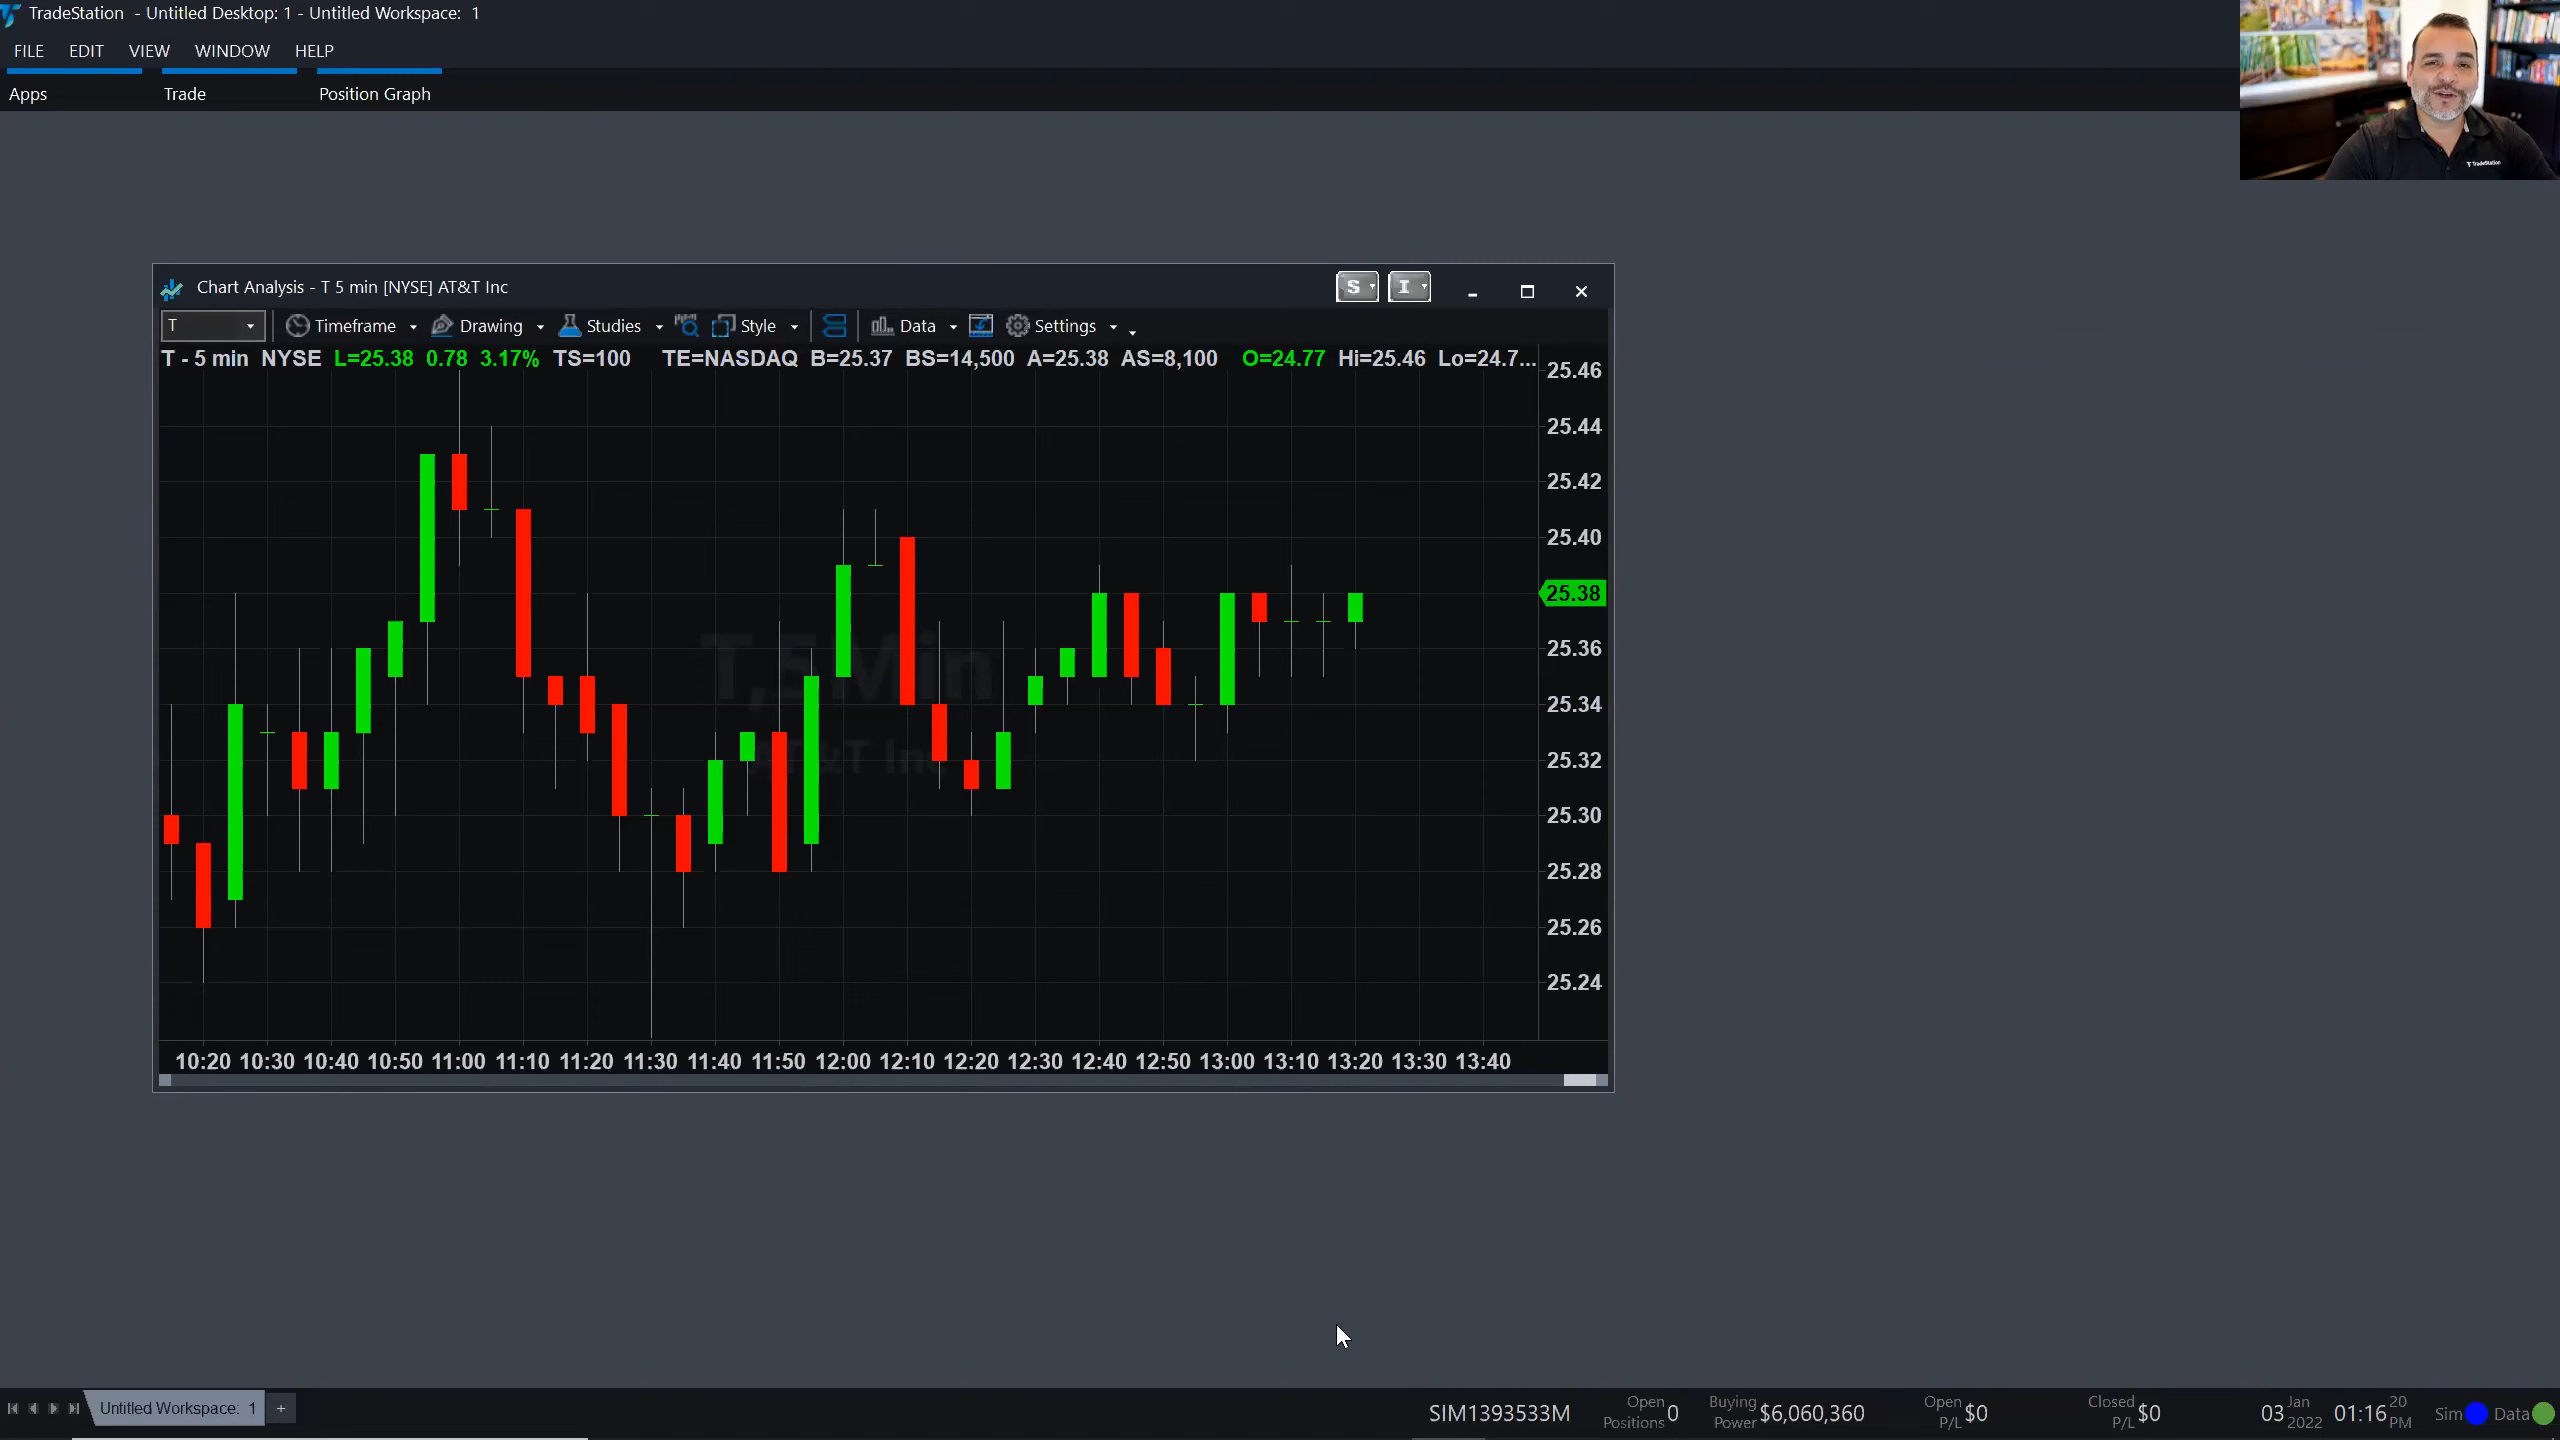 TradeStation - Untitled Desktop: 1 - Untitled Workspace: 1
FILE EDIT VIEW WINDOW HELP
Apps Trade Position Graph
TradeStation
Chart Analysis - T 5 min [NYSE] AT&T Inc
S I
T Timeframe Drawing Studies Style Data Settings
T - 5 min NYSE L=25.38 0.78 3.17% TS=100 TE=NASDAQ B=25.37 BS=14,500 A=25.38 AS=8,100 O=24.77 Hi=25.46 Lo=24.7...
25.46
25.44
25.42
25.40
25.38
25.36
25.34
25.32
25.30
25.28
25.26
25.24
T,5 Min
AT&T Inc
10:20 10:30 10:40 10:50 11:00 11:10 11:20 11:30 11:40 11:50 12:00 12:10 12:20 12:30 12:40 12:50 13:00 13:10 13:20 13:30 13:40
Untitled Workspace: 1 +
SIM1393533M
Open Positions 0
Buying Power $6,060,360
Open P/L $0
Closed P/L $0
03 Jan 2022
01:16 20 PM
Sim Data